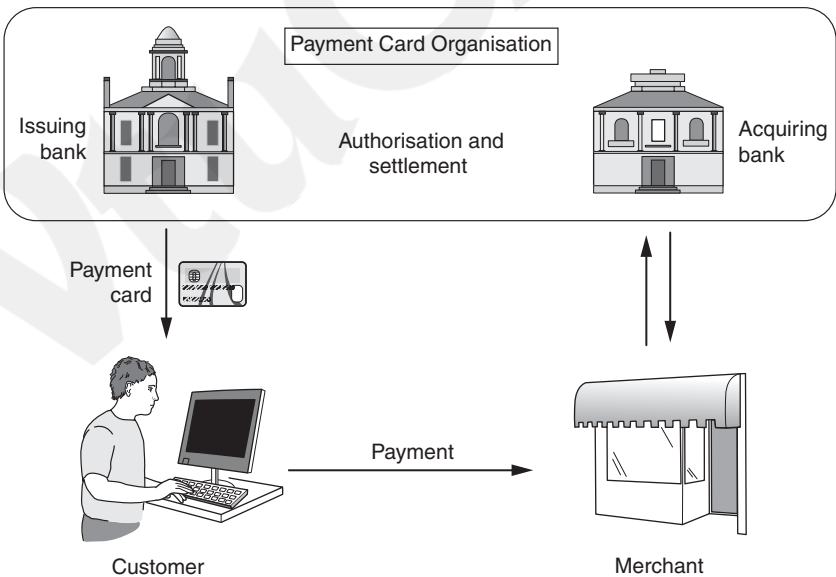 Payment Card Organisation
Issuing
bank
Authorisation and
settlement
Acquiring
bank
Payment
card
Payment
Customer
Merchant